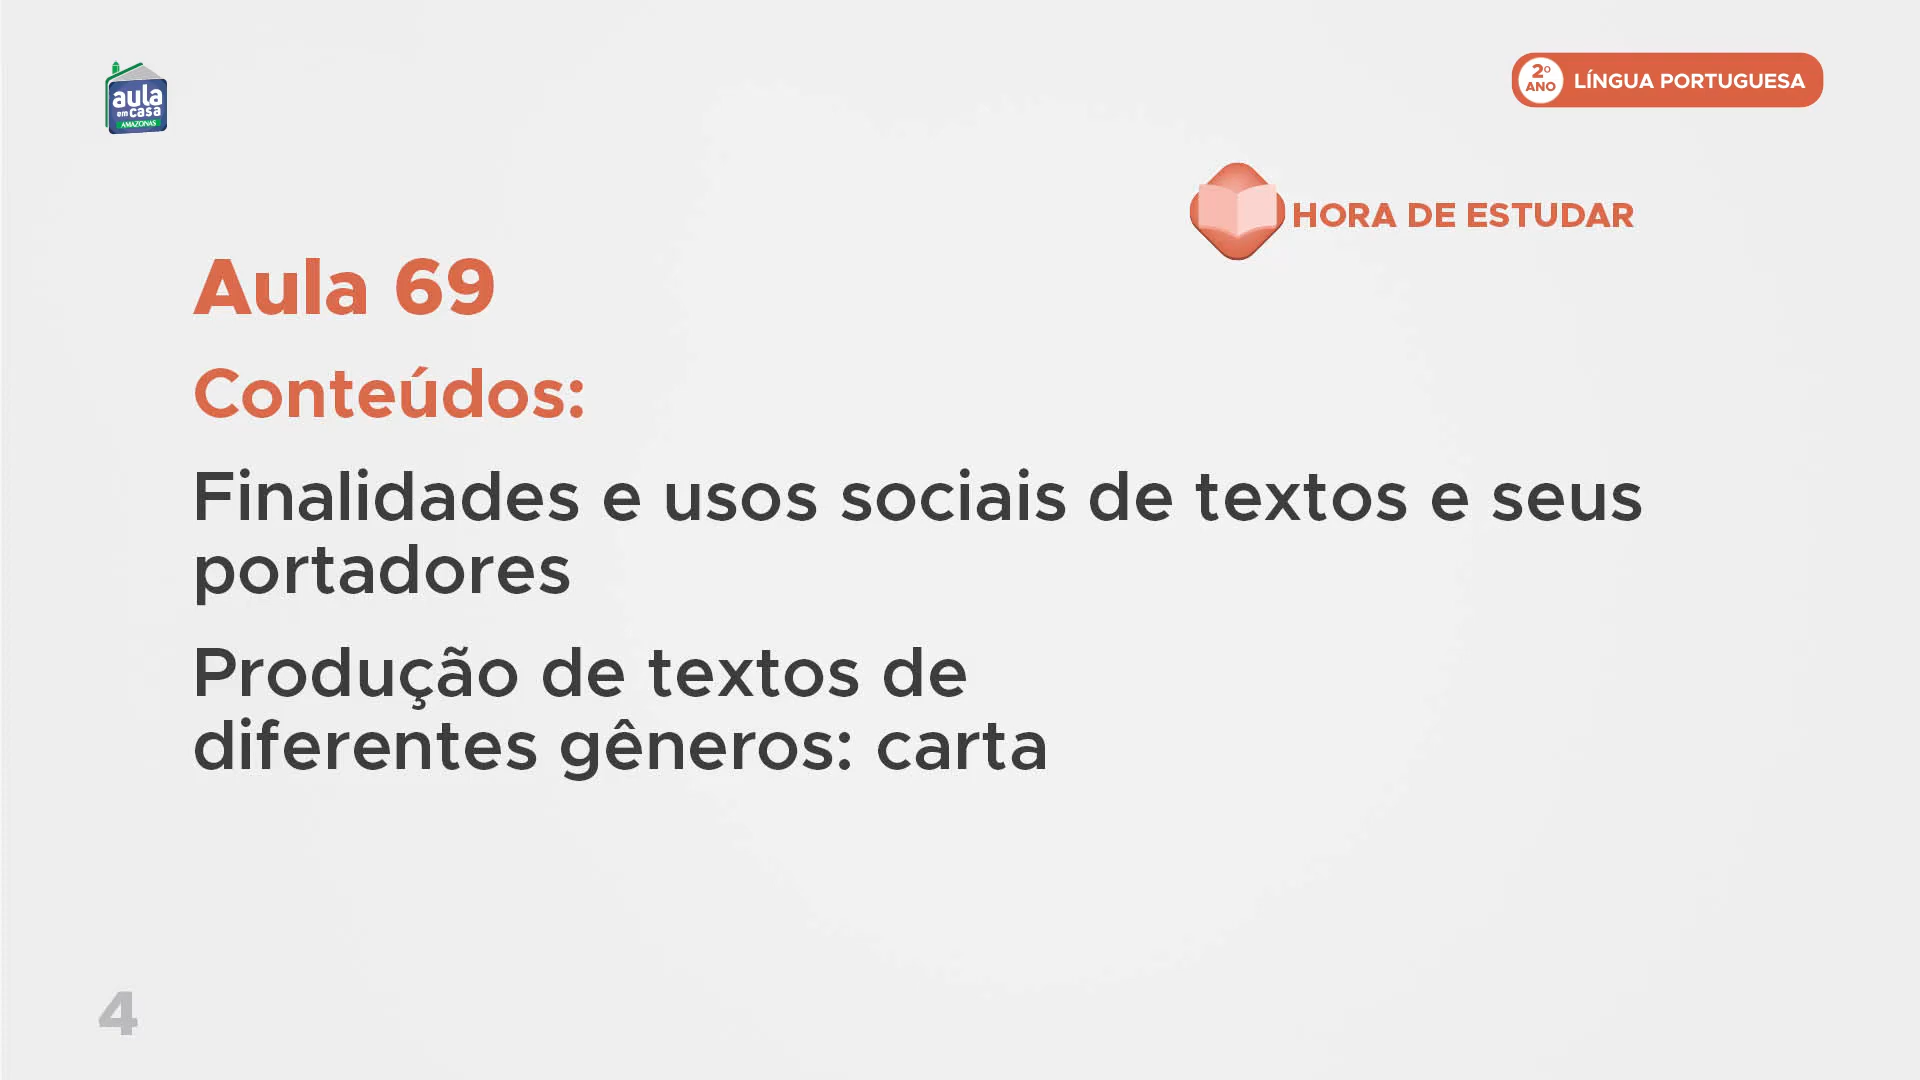 aula
em casa
AMAZONAS
2º
ANO
LÍNGUA PORTUGUESA
HORA DE ESTUDAR
Aula 69
Conteúdos:
Finalidades e usos sociais de textos e seus
portadores
Produção de textos de
diferentes gêneros: carta
4